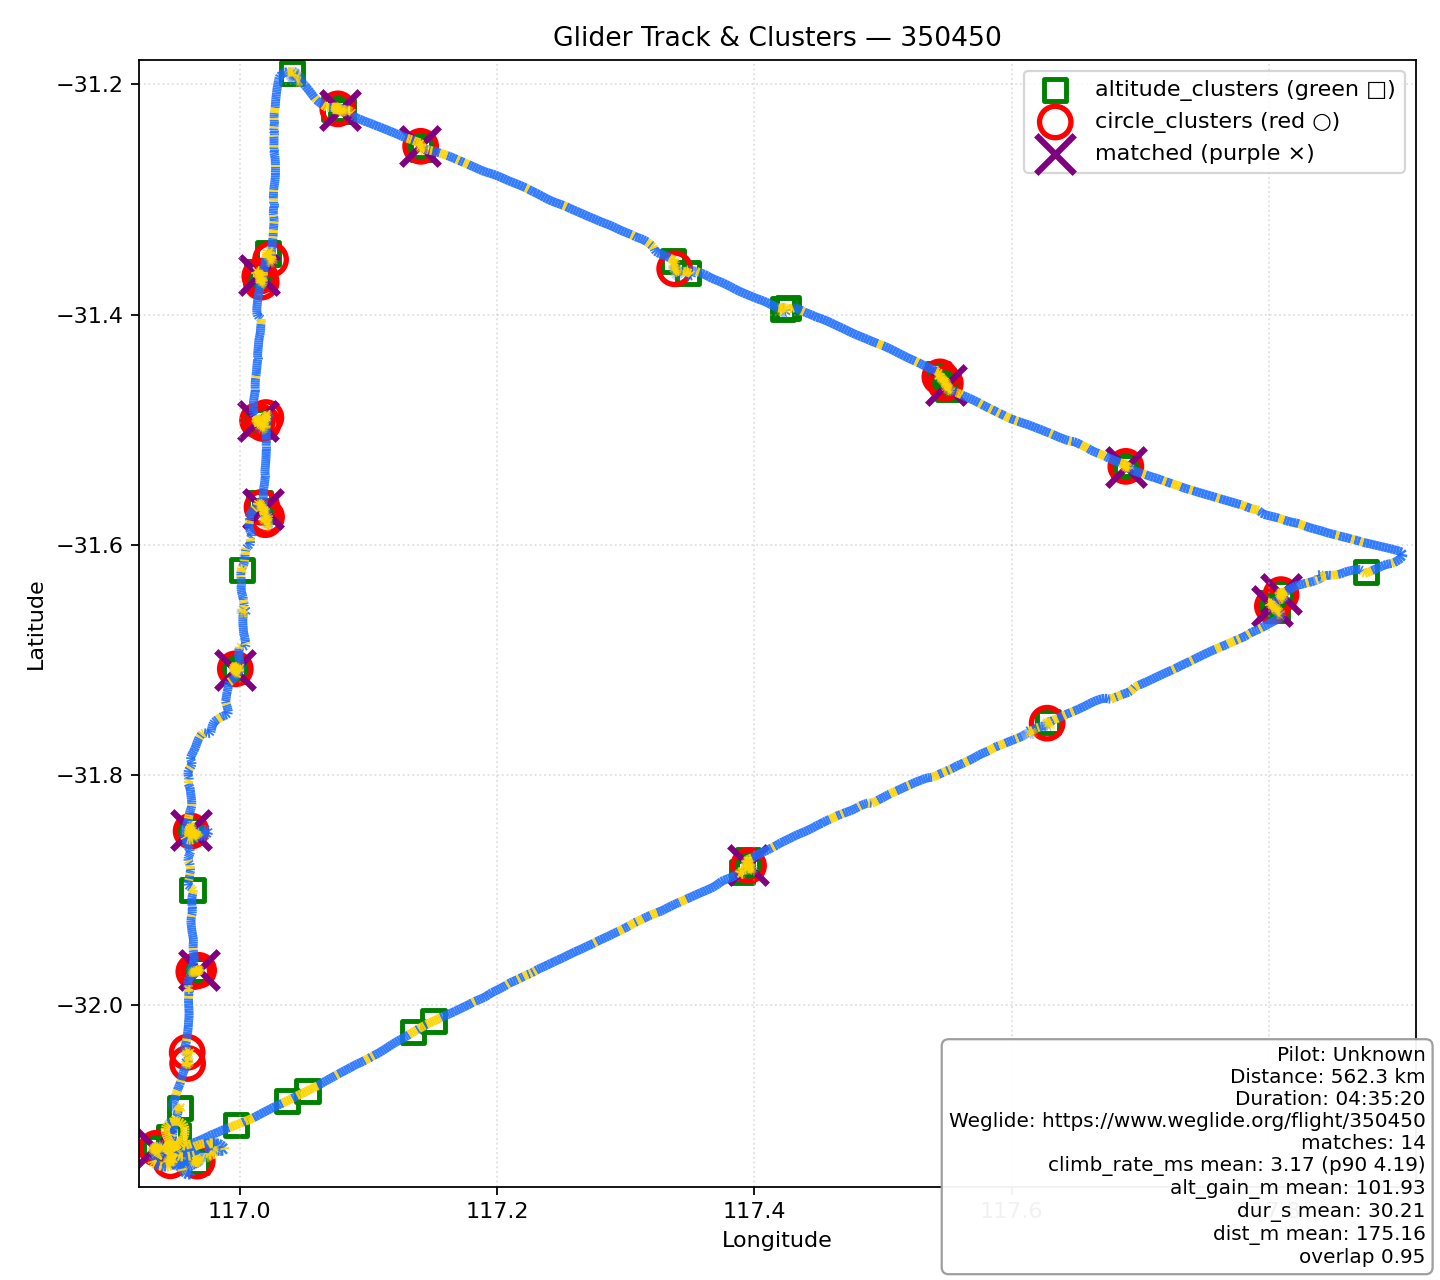 Glider Track & Clusters — 350450
altitude_clusters (green □)
circle_clusters (red ○)
matched (purple ×)
Latitude
−31.2
−31.4
−31.6
−31.8
−32.0
117.0
117.2
117.4
117.6
Longitude
Pilot: Unknown
Distance: 562.3 km
Duration: 04:35:20
Weglide: https://www.weglide.org/flight/350450
matches: 14
climb_rate_ms mean: 3.17 (p90 4.19)
alt_gain_m mean: 101.93
dur_s mean: 30.21
dist_m mean: 175.16
overlap 0.95